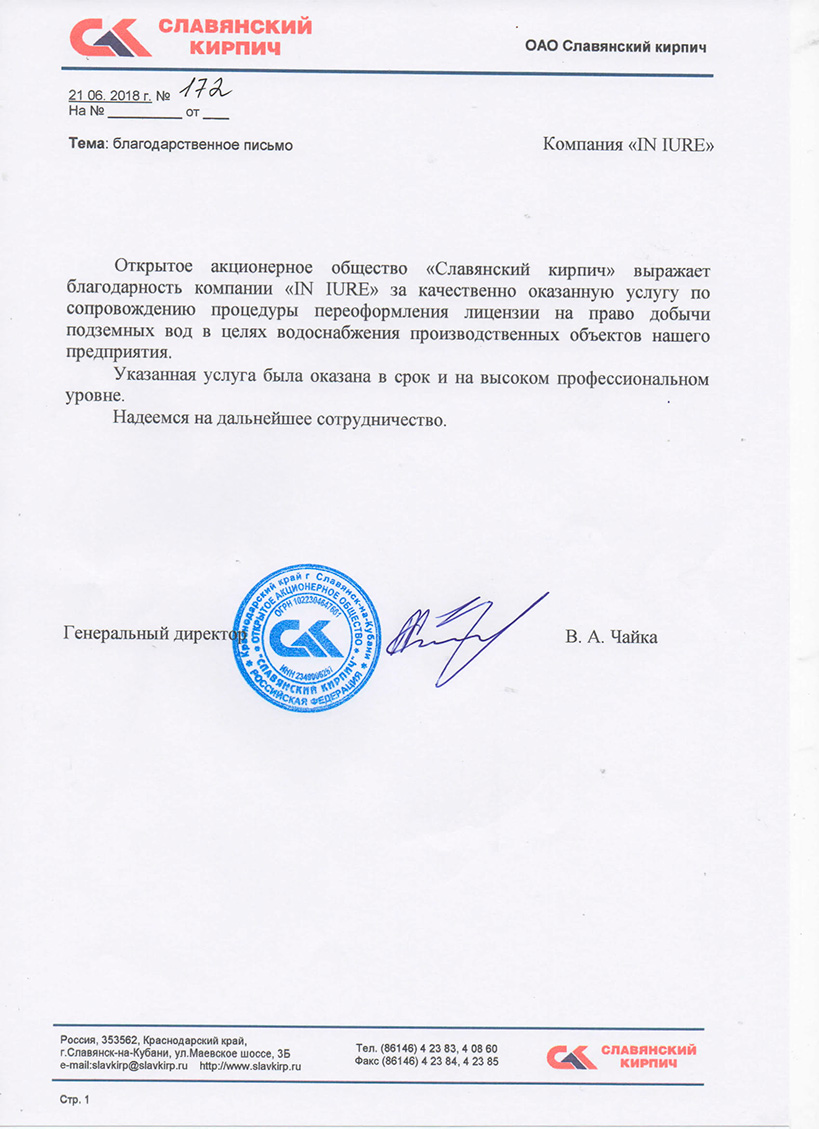 СЛАВЯНСКИЙ
КИРПИЧ
ОАО Славянский кирпич
21 06. 2018 г. № 172
На № __________ от ____
Тема: благодарственное письмо
Компания «IN IURE»
Открытое акционерное общество «Славянский кирпич» выражает
благодарность компании «IN IURE» за качественно оказанную услугу по
сопровождению процедуры переоформления лицензии на право добычи
подземных вод в целях водоснабжения производственных объектов нашего
предприятия.
Указанная услуга была оказана в срок и на высоком профессиональном
уровне.
Надеемся на дальнейшее сотрудничество.
Генеральный директор
Краснодарский край г Славянск-на-Кубани
ОТКРЫТОЕ АКЦИОНЕРНОЕ ОБЩЕСТВО
ОГРН
СК
ИНН
"СЛАВЯНСКИЙ КИРПИЧ"
РОССИЙСКАЯ ФЕДЕРАЦИЯ
В. А. Чайка
Россия, 353562, Краснодарский край,
г.Славянск-на-Кубани, ул.Маевское шоссе, 3Б
e-mail:slavkirp@slavkirp.ru http://www.slavkirp.ru
Тел. (86146) 4 23 83, 4 08 60
Факс (86146) 4 23 84, 4 23 85
СЛАВЯНСКИЙ
КИРПИЧ
Стр. 1